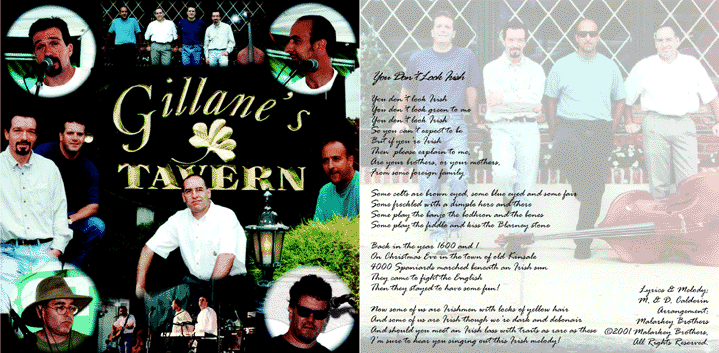 Gillane's
TAVERN
You Don't Look Irish
You don't look Irish
You don't look green to me
You don't look Irish
So you can't expect to be
But if you're Irish
Then please explain to me,
Are your brothers, or your mothers,
From some foreign family
Some celts are brown eyed, some blue eyed and some fair
Some freckled with a dimple here and there
Some play the banjo the bodhron and the bones
Some play the fiddle and kiss the Blarney stone
Back in the year 1600 and 1
On Christmas Eve in the town of old Kinsale
4000 Spaniards marched beneath an Irish sun
They came to fight the English
Then they stayed to have some fun!
Now some of us are Irishmen with locks of yellow hair
And some of us are Irish though we're dark and debonair
And should you meet an Irish lass with traits as rare as these
I'm sure to hear you singing out this Irish melody!
Lyrics & Melody:
M. & D. Calderin
Arrangement:
Malarkey Brothers
©2001 Malarkey Brothers,
All Rights Reserved